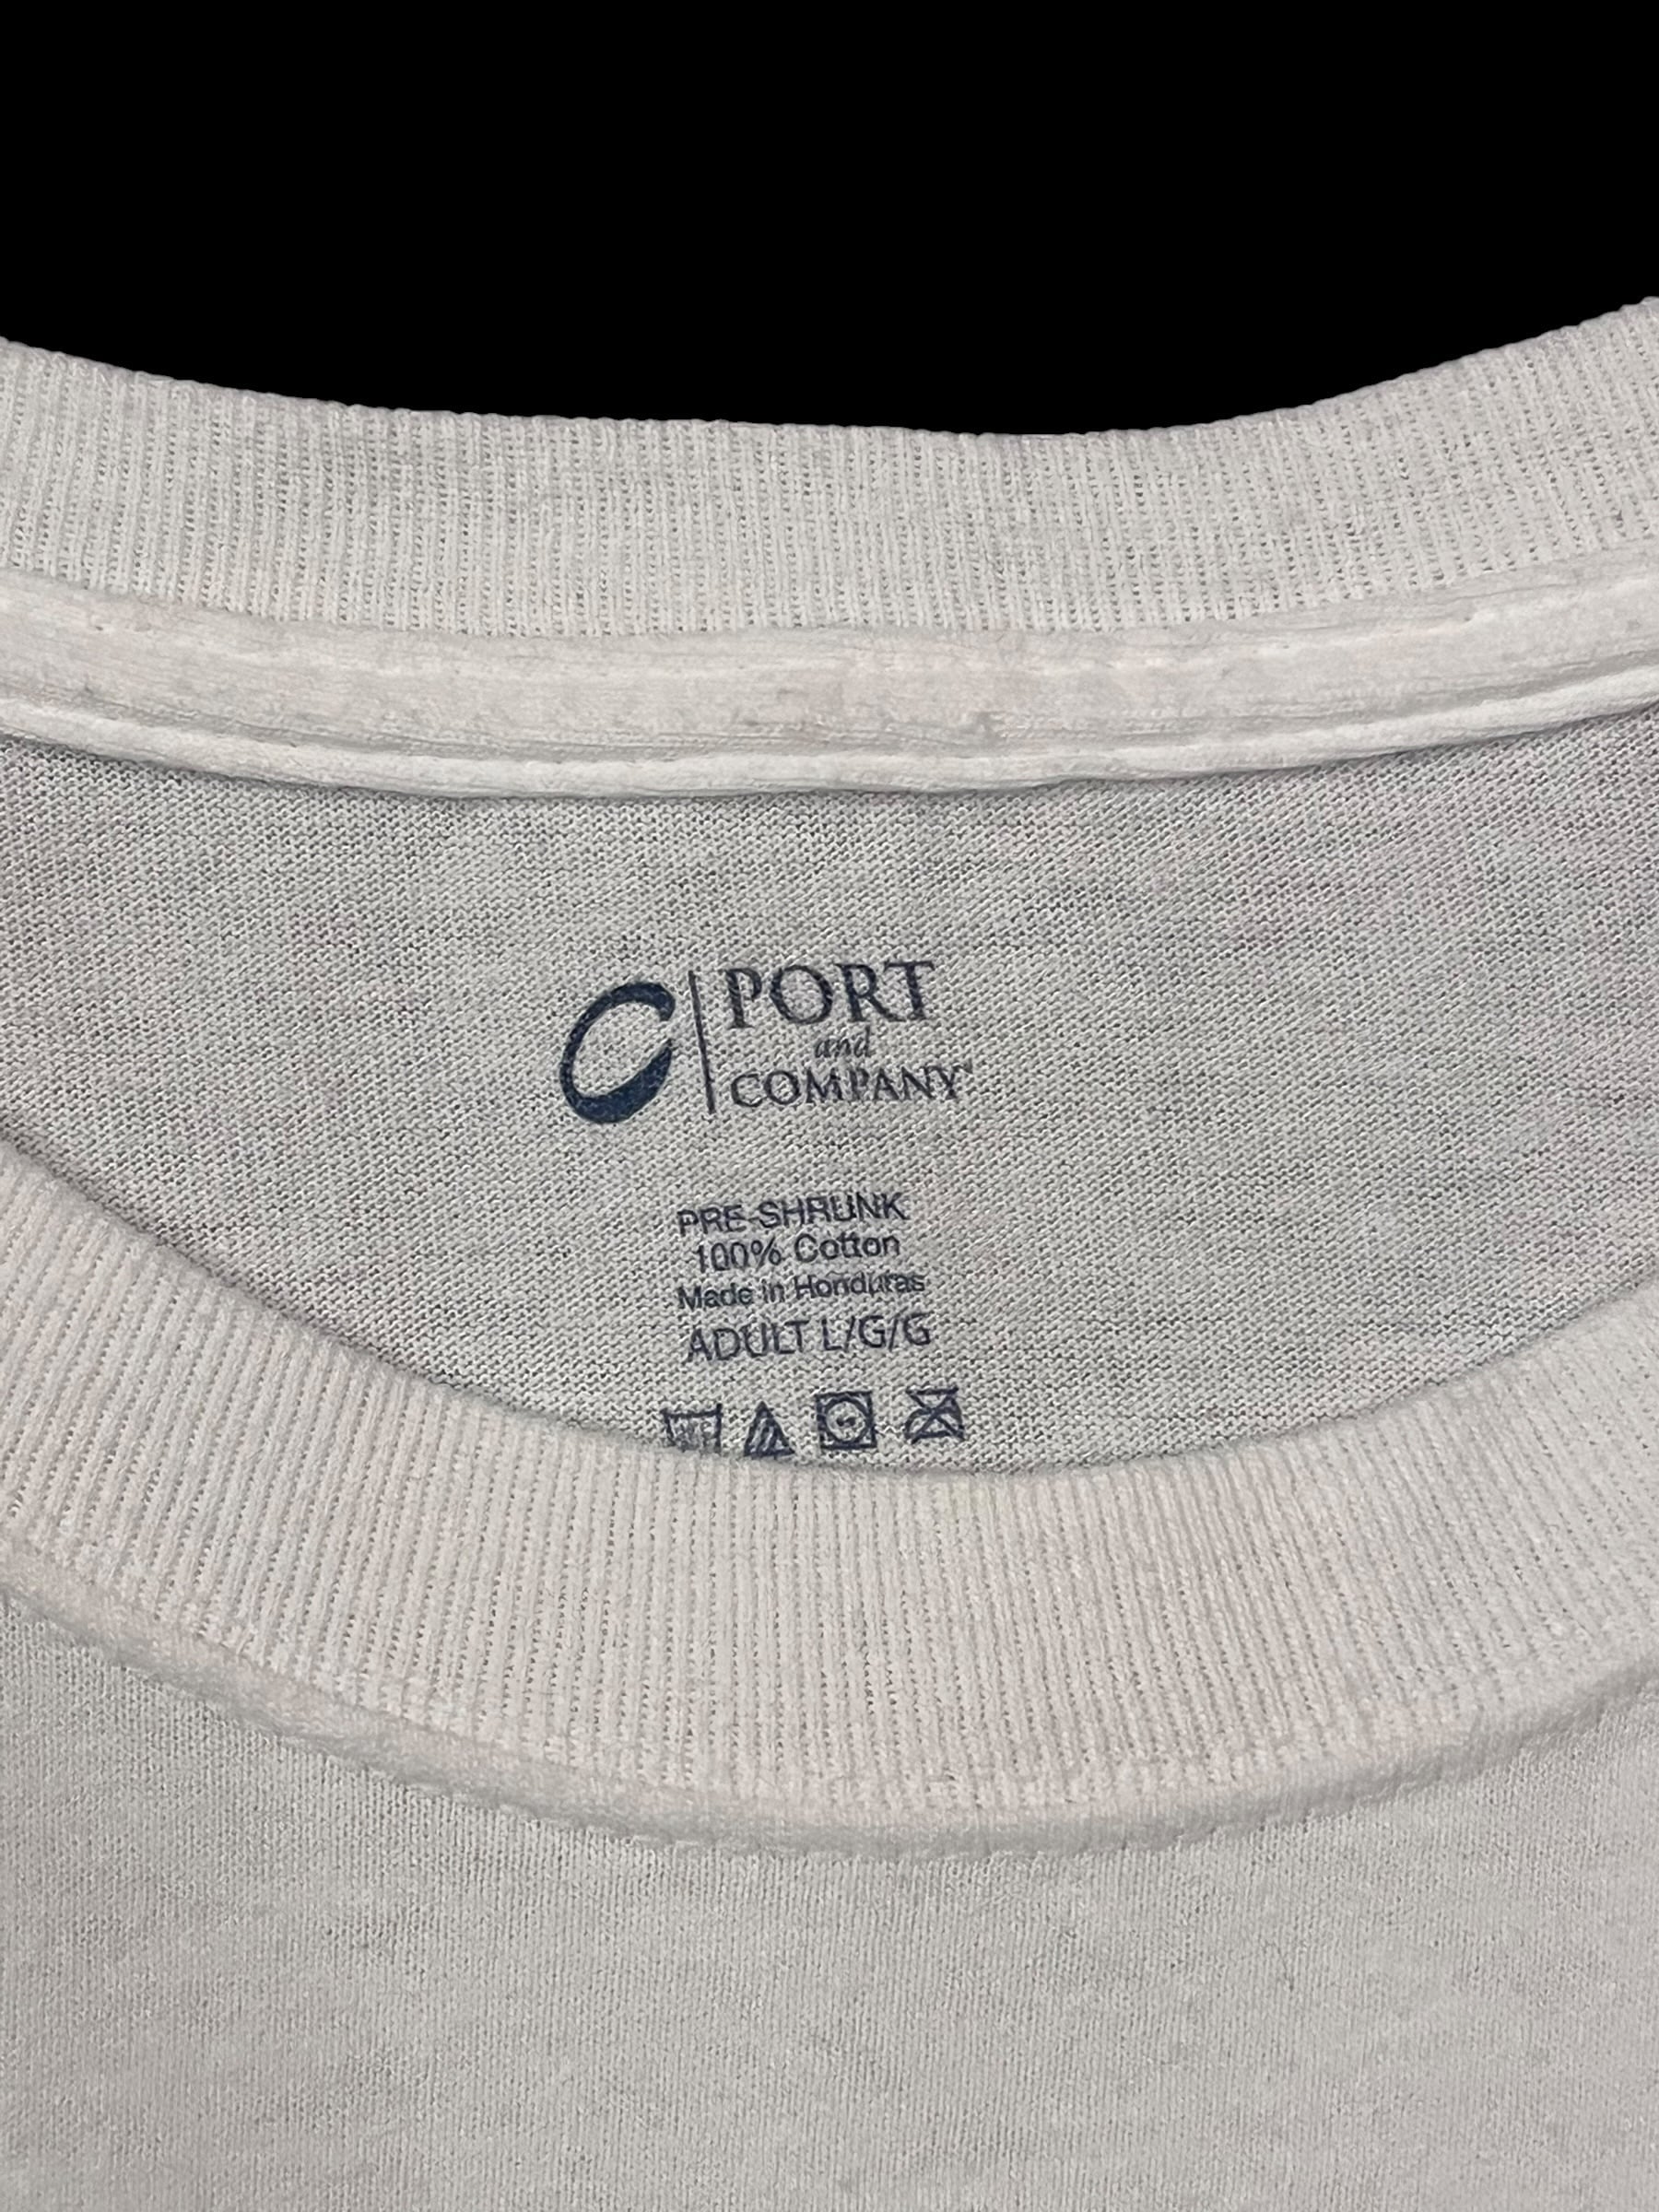 PORT
and
COMPANY®
PRE-SHRUNK
100% Cotton
Made in Honduras
ADULT L/G/G